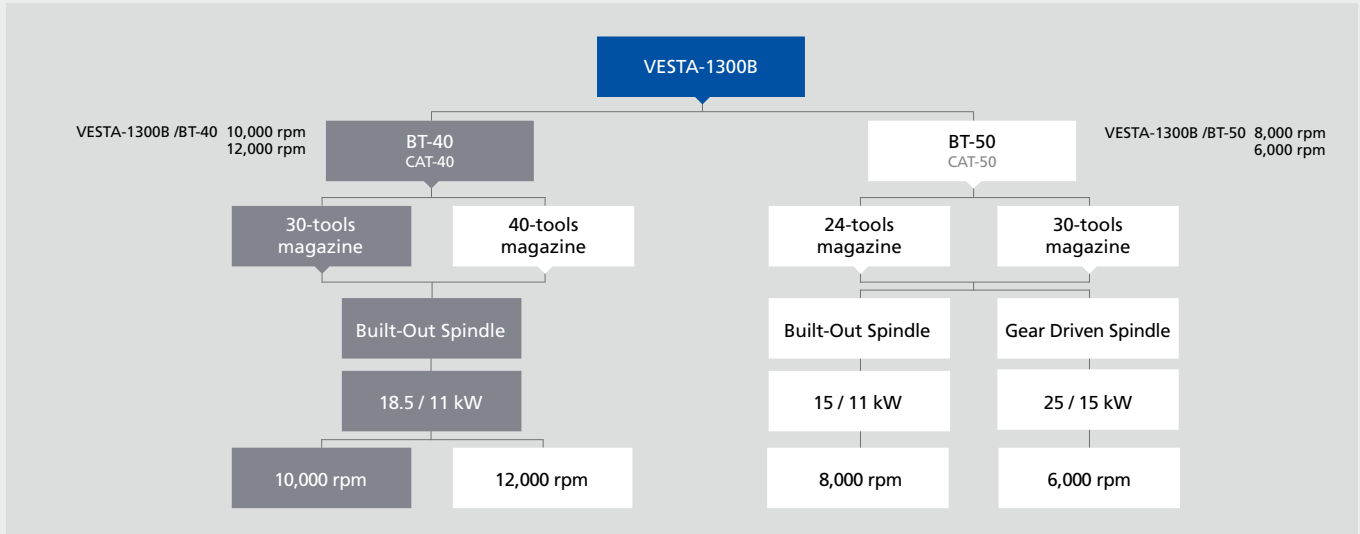 VESTA-1300B
VESTA-1300B /BT-40 10,000 rpm
12,000 rpm
BT-40
CAT-40
BT-50
CAT-50
VESTA-1300B /BT-50 8,000 rpm
6,000 rpm
30-tools
magazine
40-tools
magazine
24-tools
magazine
30-tools
magazine
Built-Out Spindle
Built-Out Spindle
Gear Driven Spindle
18.5 / 11 kW
15 / 11 kW
25 / 15 kW
10,000 rpm
12,000 rpm
8,000 rpm
6,000 rpm